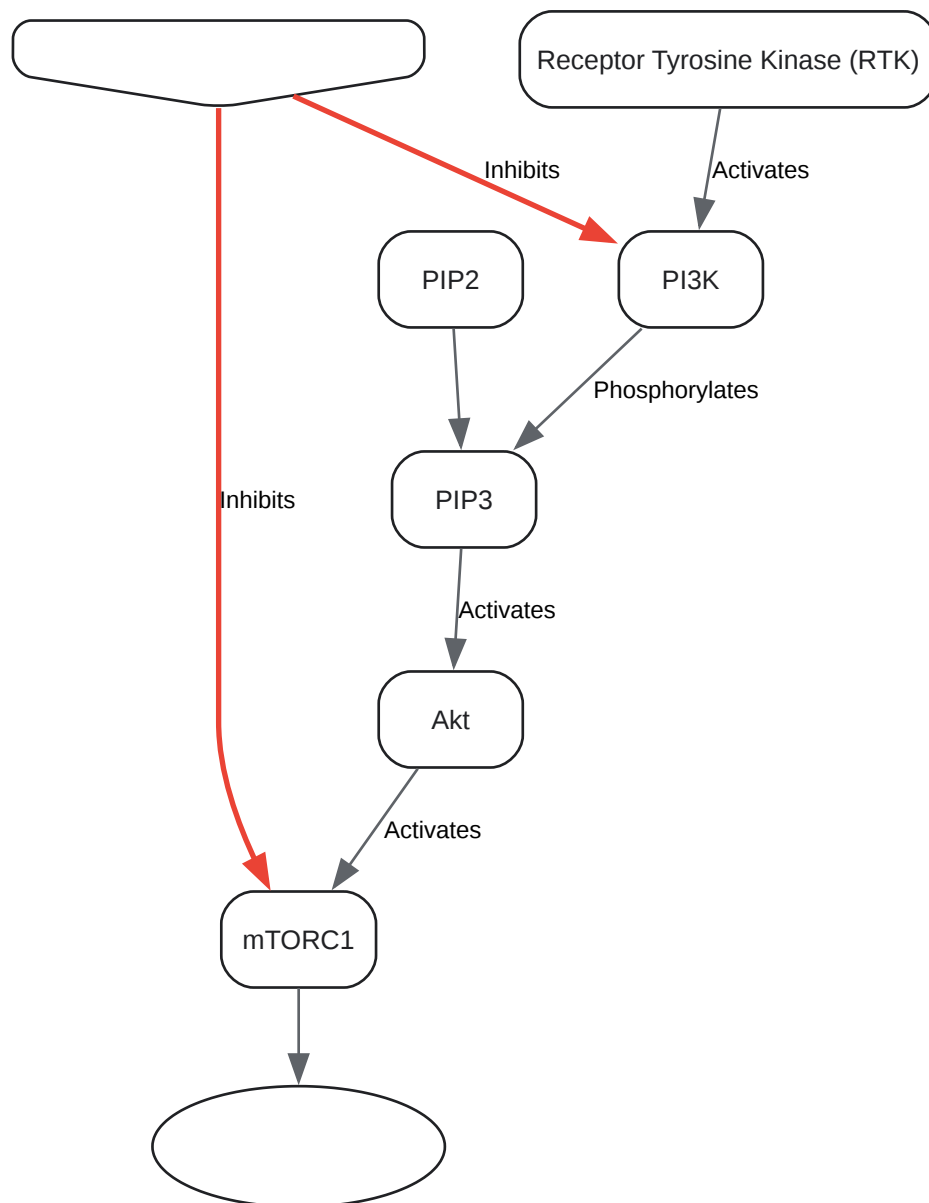 Receptor Tyrosine Kinase (RTK)
Inhibits
Activates
PIP2
PI3K
Phosphorylates
Inhibits
PIP3
Activates
Akt
Activates
mTORC1